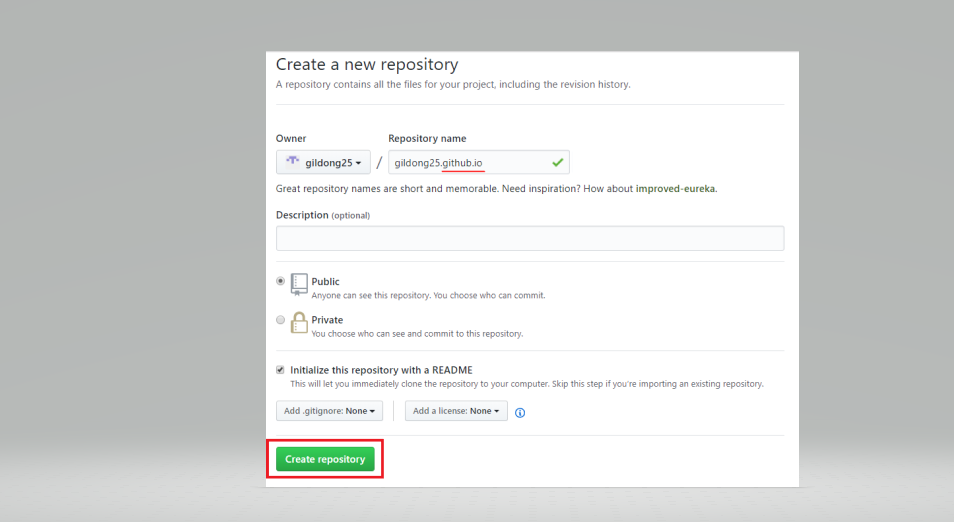 Create a new repository
A repository contains all the files for your project, including the revision history.
Owner
Repository name
gildong25 / gildong25.github.io
Great repository names are short and memorable. Need inspiration? How about improved-eureka.
Description (optional)
Public
Anyone can see this repository. You choose who can commit.
Private
You choose who can see and commit to this repository.
Initialize this repository with a README
This will let you immediately clone the repository to your computer. Skip this step if you're importing an existing repository.
Add .gitignore: None
Add a license: None
Create repository